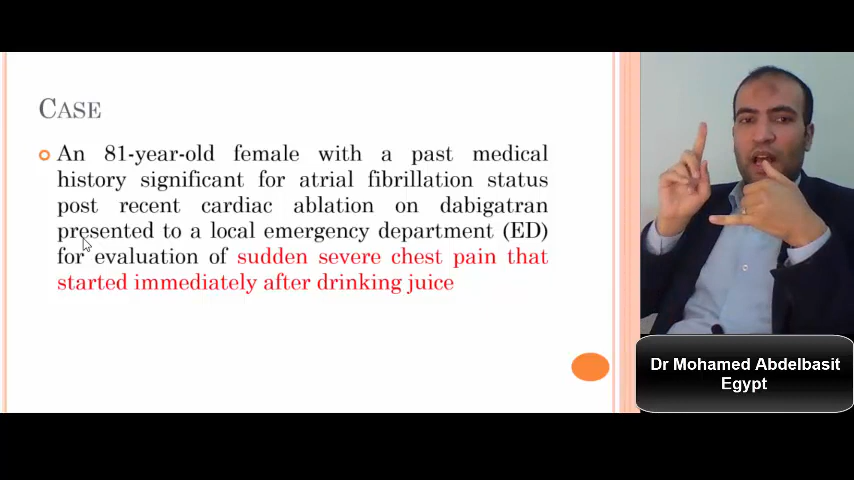 CASE
An 81-year-old female with a past medical
history significant for atrial fibrillation status
post recent cardiac ablation on dabigatran
presented to a local emergency department (ED)
for evaluation of sudden severe chest pain that
started immediately after drinking juice
Dr Mohamed Abdelbasit
Egypt